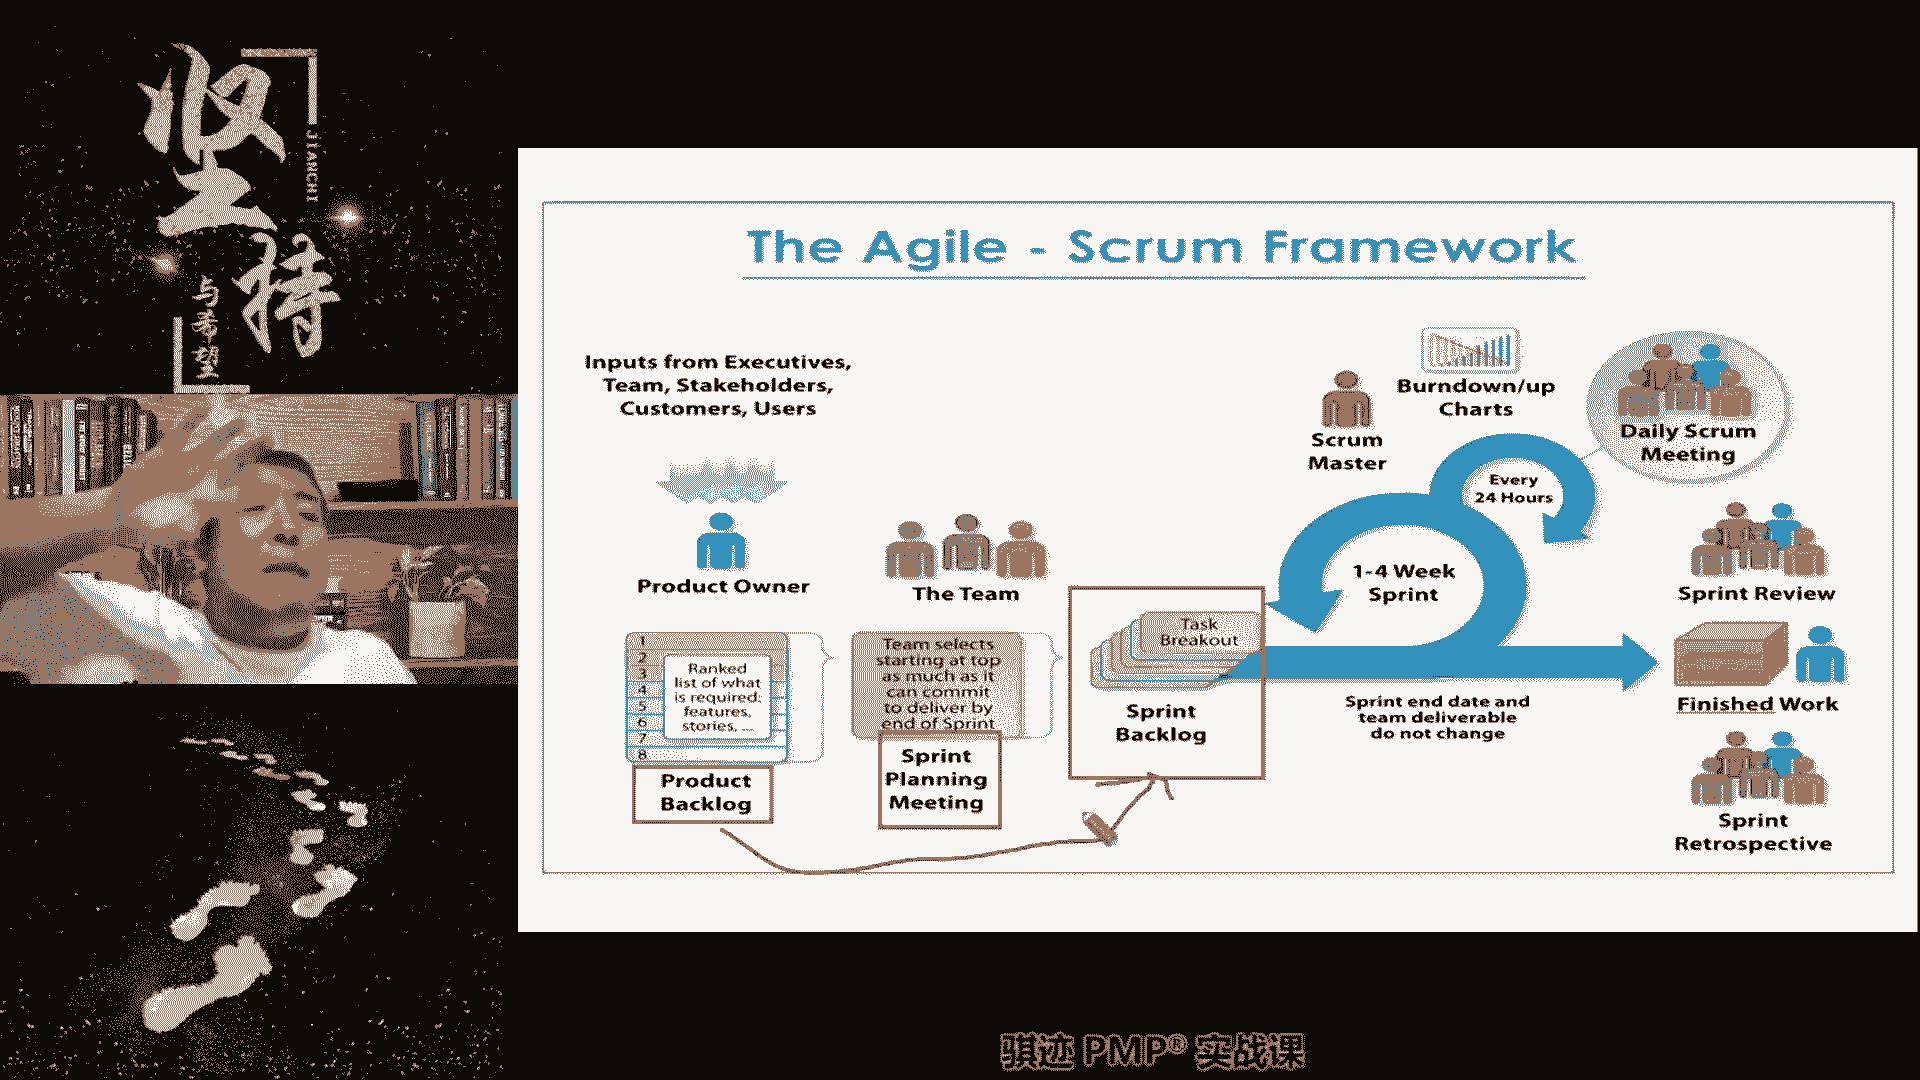 坚
持
JIANCHI
与希望
The Agile - Scrum Framework
Inputs from Executives,
Team, Stakeholders,
Customers, Users
Product Owner
The Team
1
2
3
4
5
6
7
8
Ranked
list of what
is required:
features,
stories, ...
Product
Backlog
Team selects
starting at top
as much as it
can commit
to deliver by
end of Sprint
Sprint
Planning
Meeting
Task
Breakout
Sprint
Backlog
Scrum
Master
Burndown/up
Charts
Every
24 Hours
1-4 Week
Sprint
Sprint end date and
team deliverable
do not change
Daily Scrum
Meeting
Sprint Review
Finished Work
Sprint
Retrospective
骐迹 PMP® 实战课